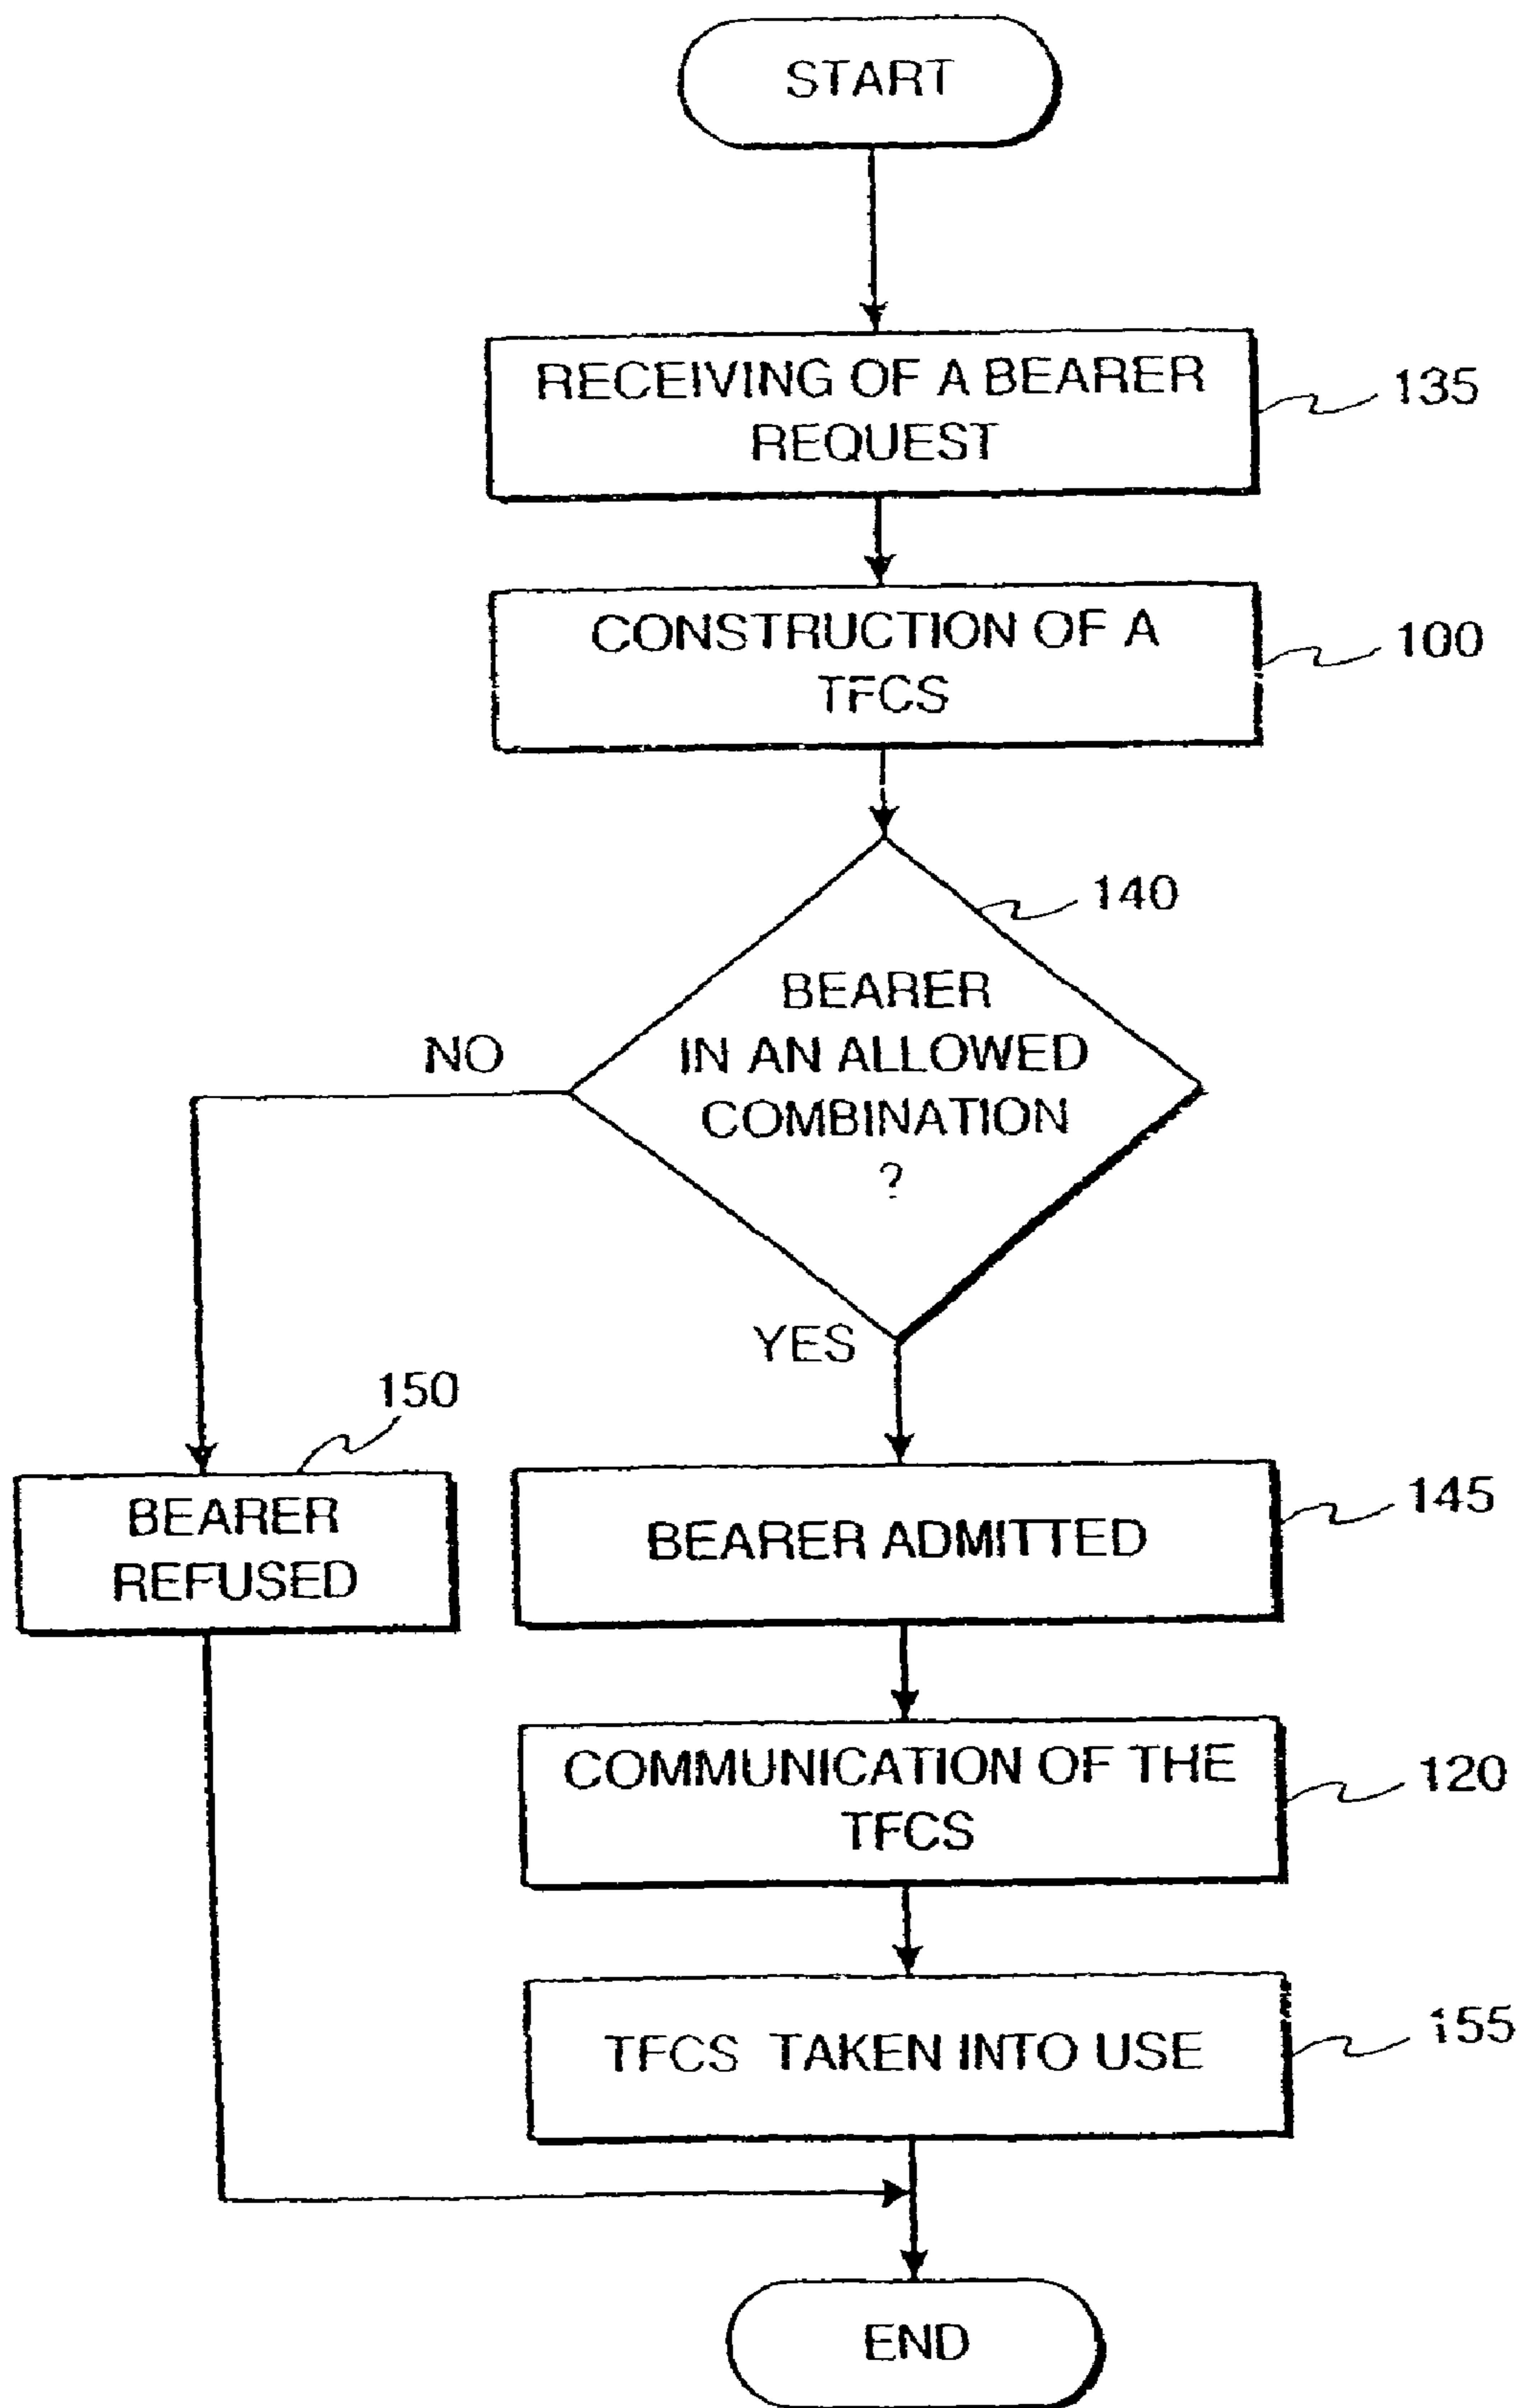 START
RECEIVING OF A BEARER
REQUEST
135
CONSTRUCTION OF A
TFCS
100
140
BEARER
IN AN ALLOWED
COMBINATION
?
NO
YES
150
BEARER
REFUSED
BEARER ADMITTED
145
COMMUNICATION OF THE
TFCS
120
TFCS TAKEN INTO USE
155
END